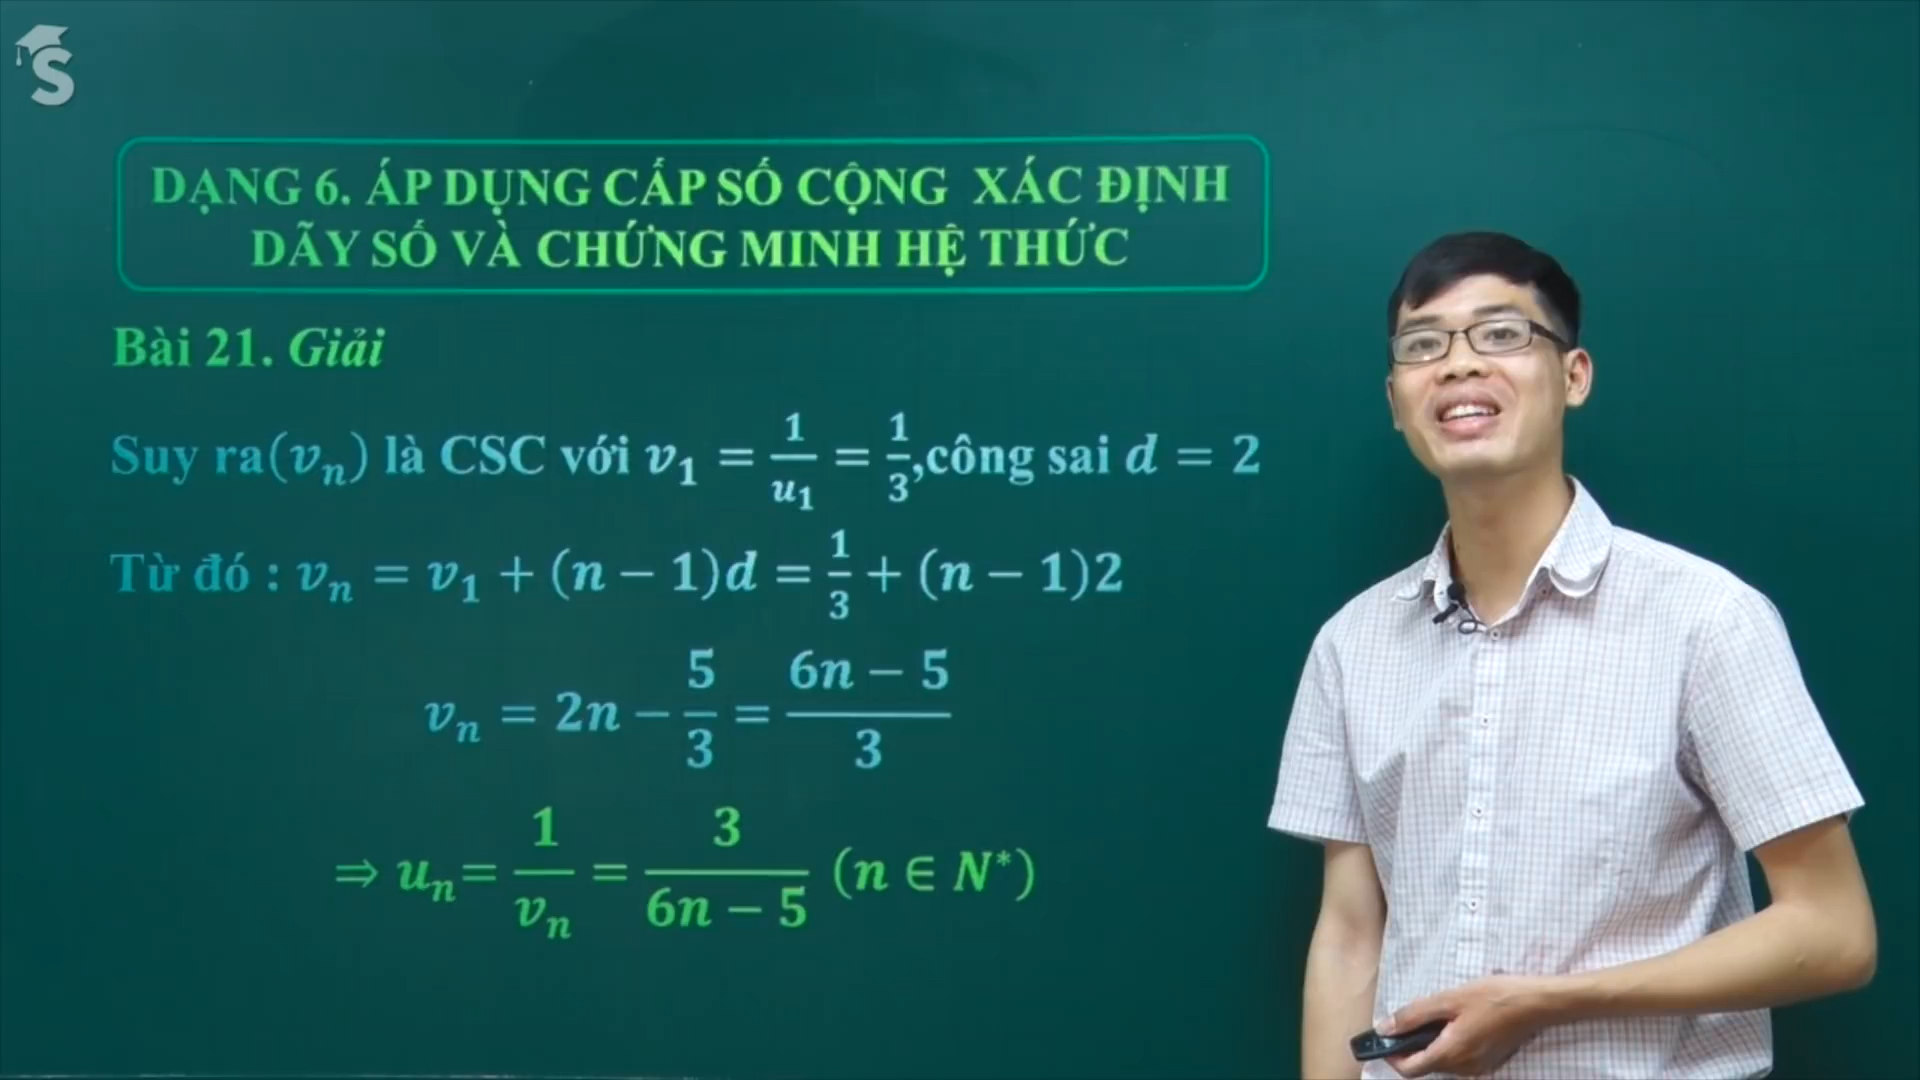 S
DẠNG 6. ÁP DỤNG CẤP SỐ CỘNG XÁC ĐỊNH
DÃY SỐ VÀ CHỨNG MINH HỆ THỨC
Bài 21. Giải
Suy ra(vₙ) là CSC với v₁ = 1/u₁ = 1/3,công sai d = 2
Từ đó : vₙ = v₁ + (n − 1)d = 1/3 + (n − 1)2
vₙ = 2n − 5/3 = (6n − 5)/3
⇒ uₙ= 1/vₙ = 3/(6n − 5) (n ∈ N*)